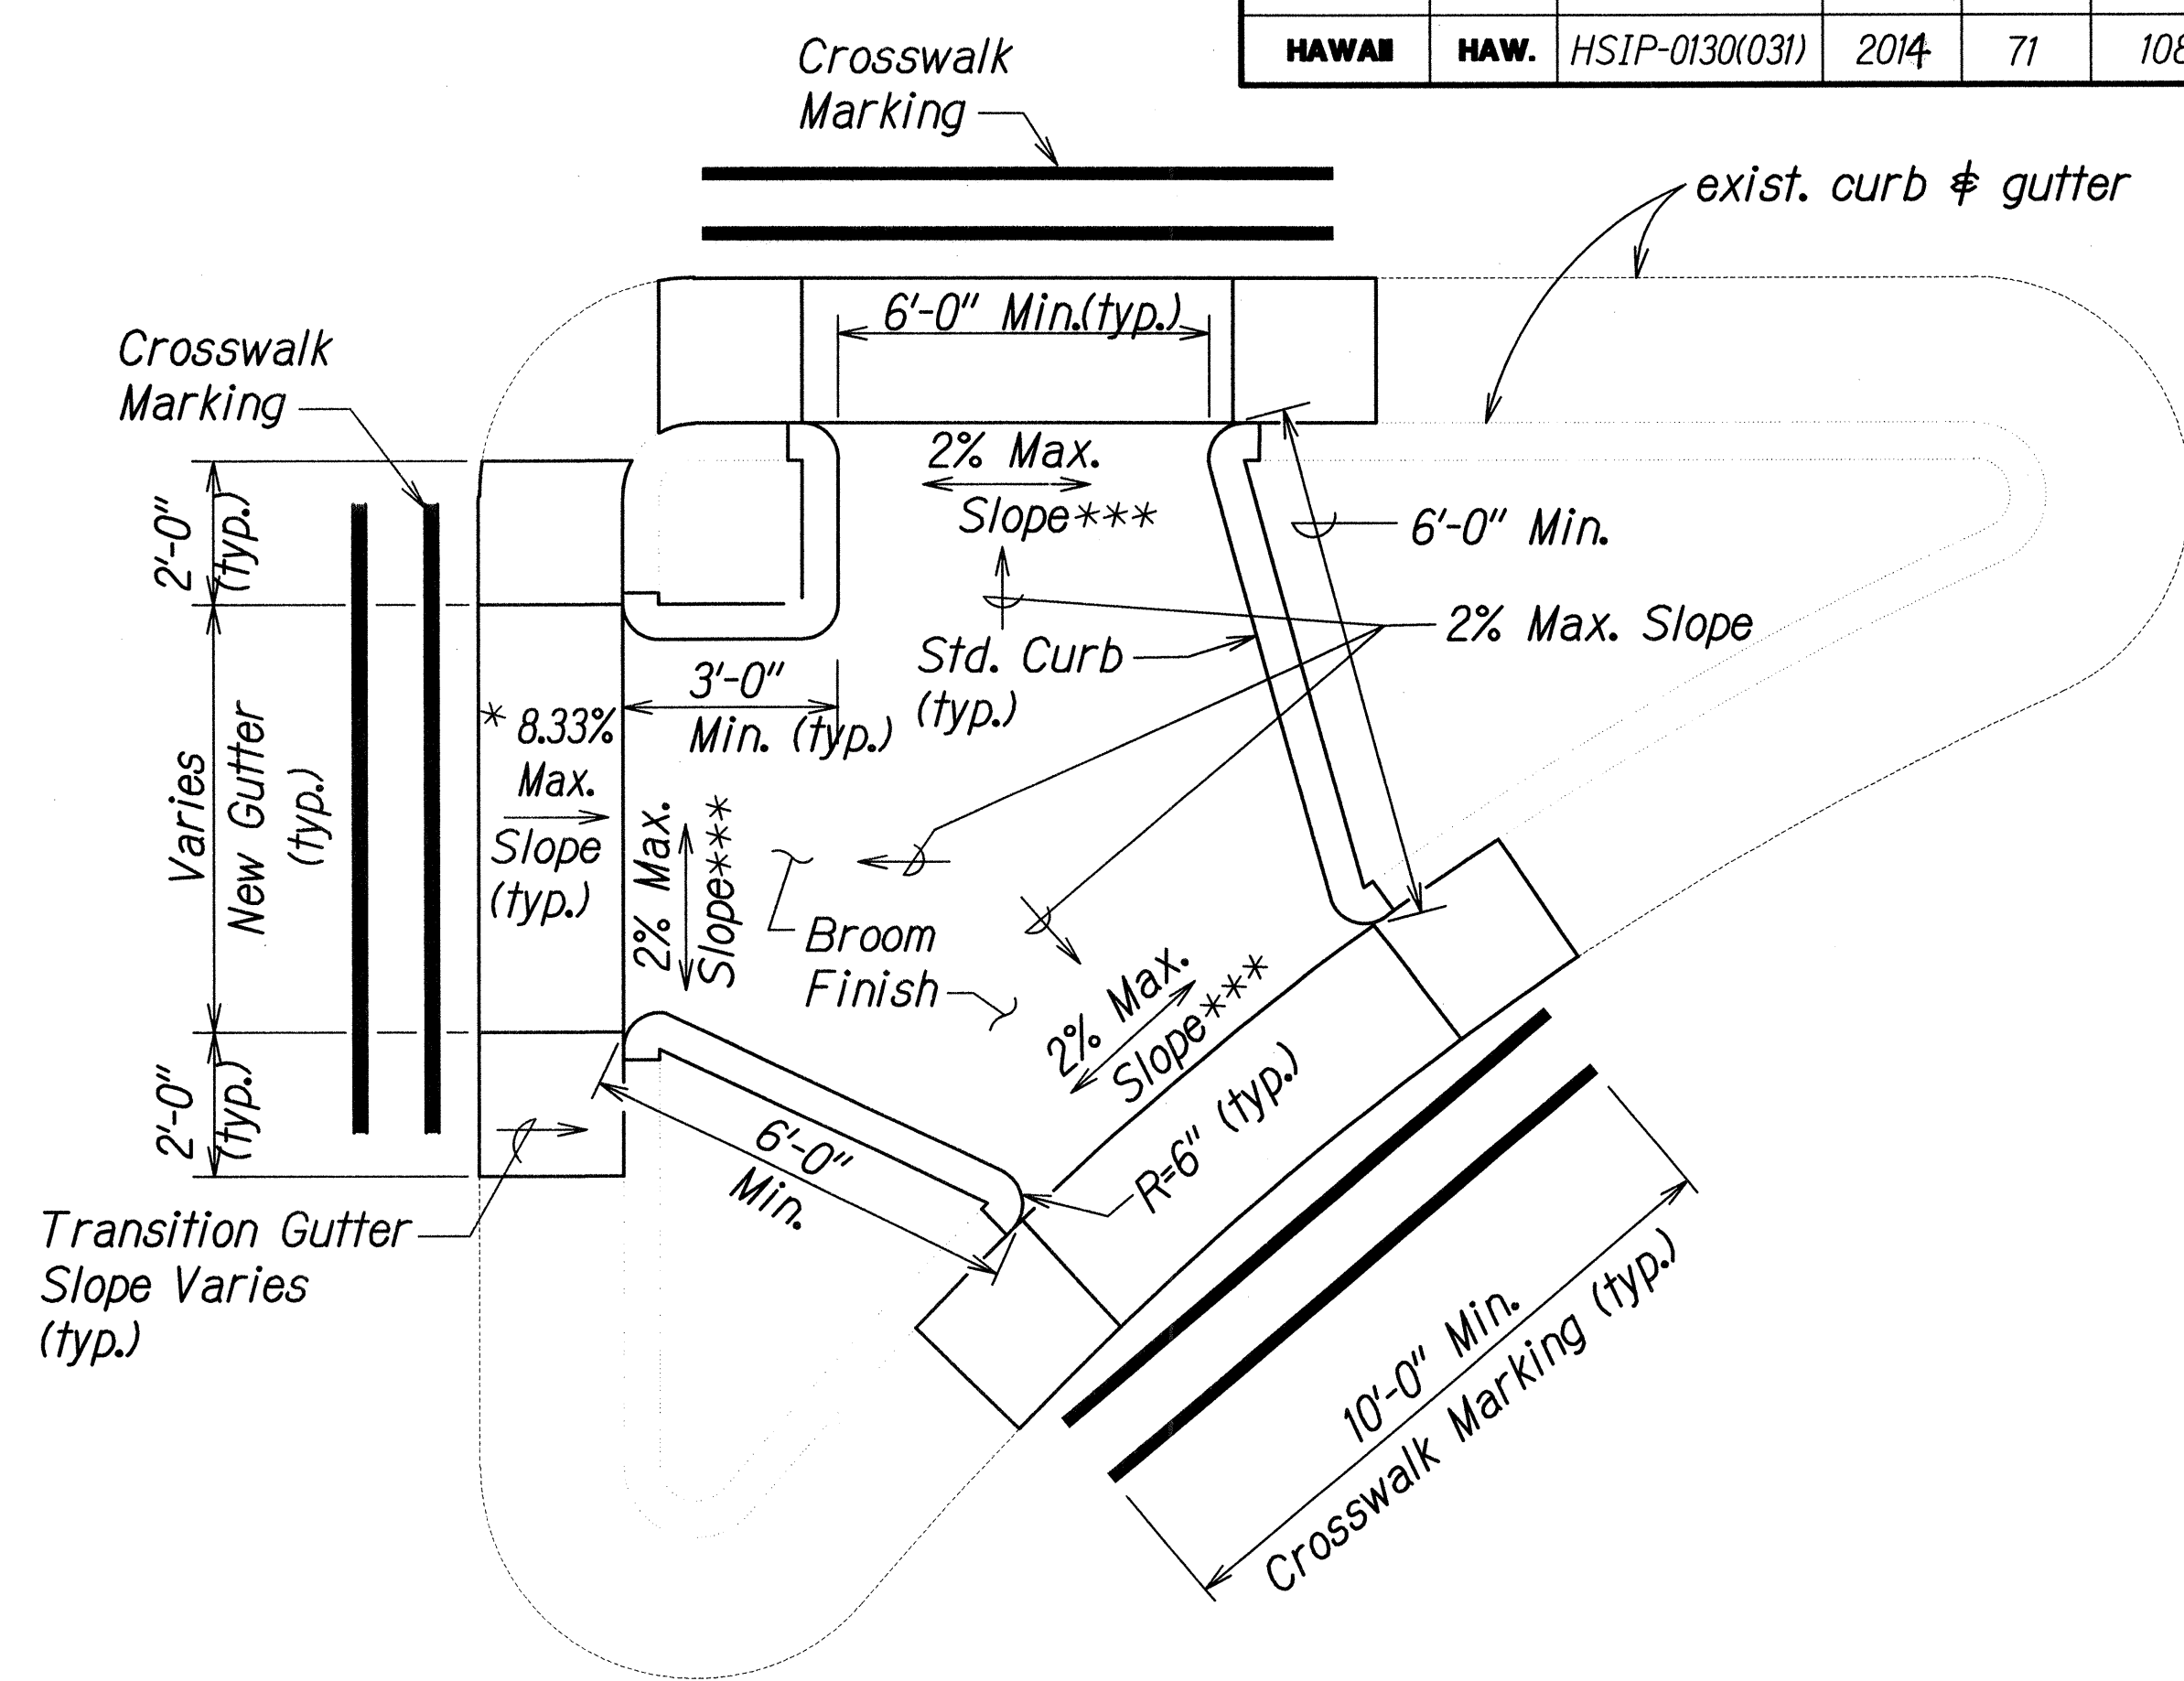 HAWAII HAW. HSIP-0130(031) 2014 71
Crosswalk
Marking
exist. curb & gutter
6'-0" Min.(typ.)
Crosswalk
Marking
2% Max.
Slope***
6'-0" Min.
2'-0"
(typ.)
2% Max. Slope
Std. Curb
(typ.)
3'-0"
Min. (typ.)
* 8.33%
Max.
Slope
(typ.)
Varies
New Gutter
(typ.)
2% Max.
Slope***
Broom
Finish
2% Max.
Slope***
R=6" (typ.)
2'-0"
(typ.)
6'-0"
Min.
Transition Gutter
Slope Varies
(typ.)
10'-0" Min.
Crosswalk Marking (typ.)